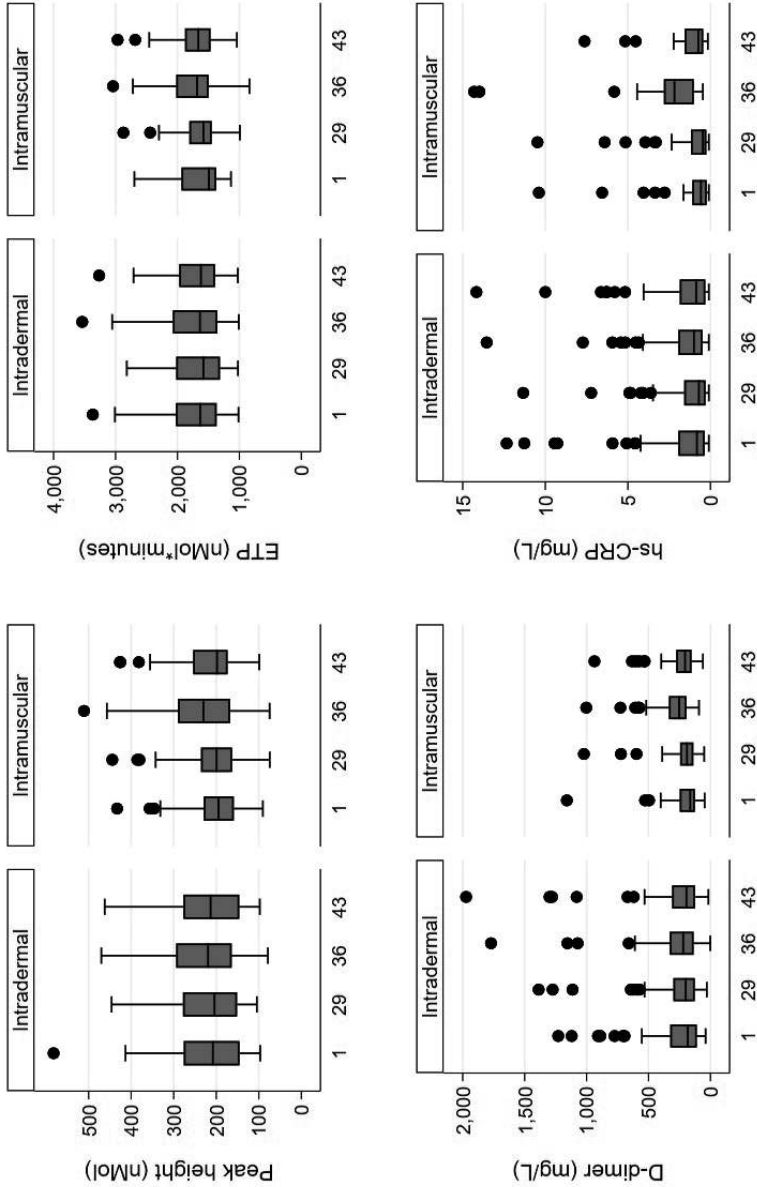 Intradermal
Intramuscular
Peak height (nMol)
500
400
300
200
100
0
1 29 36 43
1 29 36 43
Intradermal
Intramuscular
ETP (nMol*minutes)
4,000
3,000
2,000
1,000
0
1 29 36 43
1 29 36 43
Intradermal
Intramuscular
D-dimer (mg/L)
2,000
1,500
1,000
500
0
1 29 36 43
1 29 36 43
Intradermal
Intramuscular
hs-CRP (mg/L)
15
10
5
0
1 29 36 43
1 29 36 43